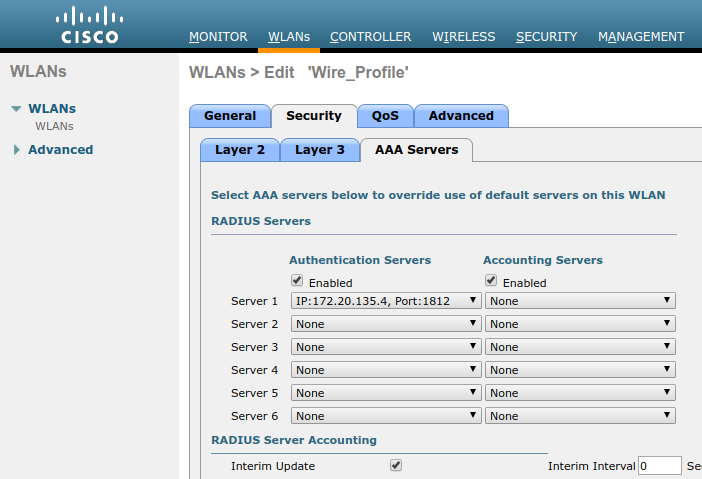 CISCO
MONITOR WLANs CONTROLLER WIRELESS SECURITY MANAGEMENT
WLANs
WLANs > Edit 'Wire_Profile'
WLANs
WLANs
Advanced
General Security QoS Advanced
Layer 2 Layer 3 AAA Servers
Select AAA servers below to override use of default servers on this WLAN
RADIUS Servers
Authentication Servers Accounting Servers
Enabled Enabled
Server 1 IP:172.20.135.4, Port:1812 None
Server 2 None None
Server 3 None None
Server 4 None None
Server 5 None None
Server 6 None None
RADIUS Server Accounting
Interim Update Interim Interval 0 Sec